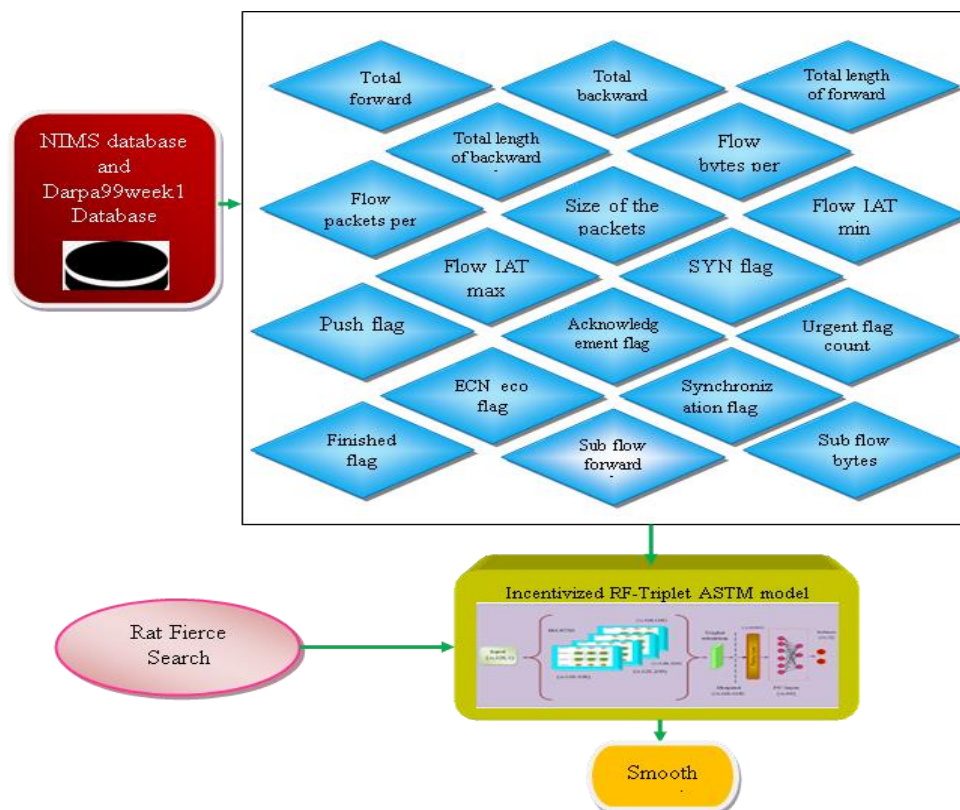 Total
forward
Total
backward
Total length
of forward
NIMS database
and
Darpa99week1
Database
Total length
of backward
Flow
bytes per
Flow
packets per
Size of the
packets
Flow IAT
min
Flow IAT
max
SYN flag
Push flag
Acknowledg
ement flag
Urgent flag
count
ECN eco
flag
Synchroniz
ation flag
Finished
flag
Sub flow
forward
Sub flow
bytes
Incentivized RF-Triplet ASTM model
Input
Rat Fierce
Search
Smooth